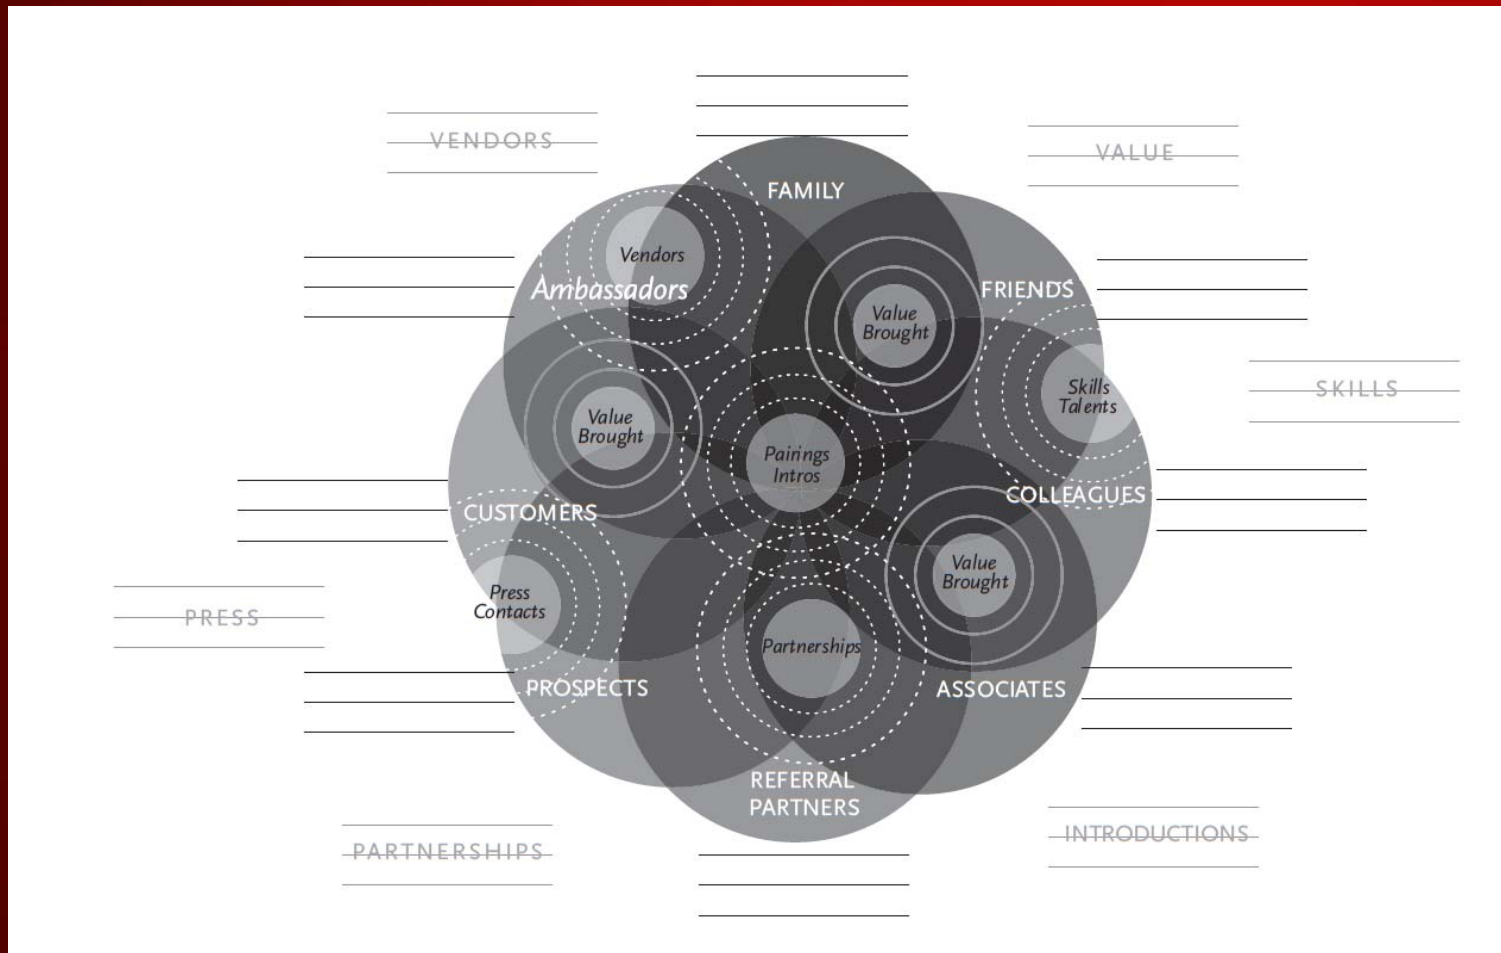 VENDORS
VALUE
FAMILY
Vendors
Ambassadors
FRIENDS
Value
Brought
Skills
Talents
SKILLS
Value
Brought
Pairings
Intros
COLLEAGUES
CUSTOMERS
Value
Brought
Press
Contacts
PRESS
Partnerships
PROSPECTS
ASSOCIATES
REFERRAL
PARTNERS
PARTNERSHIPS
INTRODUCTIONS